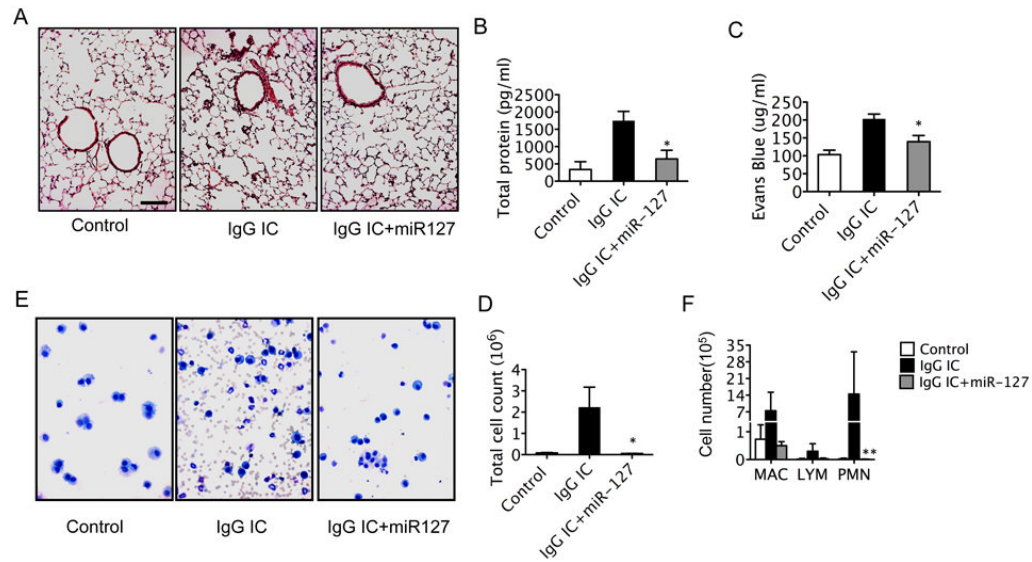 A
Control
IgG IC
IgG IC+miR127
B
Total protein (pg/ml)
2500
2000
1500
1000
500
0
Control
IgG IC
IgG IC+miR-127
*
C
Evans Blue (ug/ml)
250
200
150
100
50
0
Control
IgG IC
IgG IC+miR-127
*
E
Control
IgG IC
IgG IC+miR127
D
Total cell count (10⁶)
4
3
2
1
0
Control
IgG IC
IgG IC+miR-127
*
F
Cell number(10⁵)
35
28
21
14
7
1
0
MAC LYM PMN
**
Control
IgG IC
IgG IC+miR-127